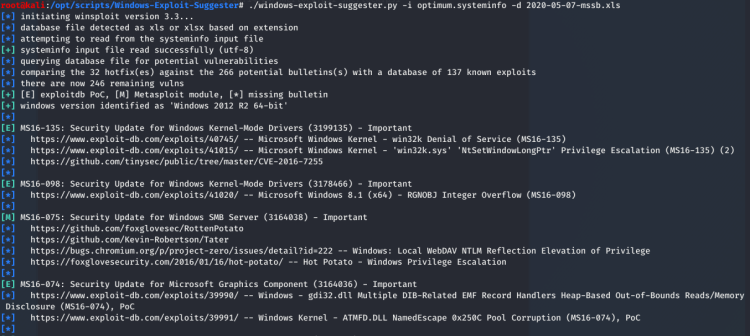 root@kali:/opt/scripts/Windows-Exploit-Suggester# ./windows-exploit-suggester.py -i optimum.systeminfo -d 2020-05-07-mssb.xls
[*] initiating winsploit version 3.3...
[*] database file detected as xls or xlsx based on extension
[*] attempting to read from the systeminfo input file
[+] systeminfo input file read successfully (utf-8)
[*] querying database file for potential vulnerabilities
[*] comparing the 32 hotfix(es) against the 266 potential bulletins(s) with a database of 137 known exploits
[*] there are now 246 remaining vulns
[+] [E] exploitdb PoC, [M] Metasploit module, [*] missing bulletin
[+] windows version identified as 'Windows 2012 R2 64-bit'
[*]
[E] MS16-135: Security Update for Windows Kernel-Mode Drivers (3199135) - Important
[*]   https://www.exploit-db.com/exploits/40745/ -- Microsoft Windows Kernel - win32k Denial of Service (MS16-135)
[*]   https://www.exploit-db.com/exploits/41015/ -- Microsoft Windows Kernel - 'win32k.sys' 'NtSetWindowLongPtr' Privilege Escalation (MS16-135) (2)
[*]   https://github.com/tinysec/public/tree/master/CVE-2016-7255
[*]
[E] MS16-098: Security Update for Windows Kernel-Mode Drivers (3178466) - Important
[*]   https://www.exploit-db.com/exploits/41020/ -- Microsoft Windows 8.1 (x64) - RGNOBJ Integer Overflow (MS16-098)
[*]
[M] MS16-075: Security Update for Windows SMB Server (3164038) - Important
[*]   https://github.com/foxglovesec/RottenPotato
[*]   https://github.com/Kevin-Robertson/Tater
[*]   https://bugs.chromium.org/p/project-zero/issues/detail?id=222 -- Windows: Local WebDAV NTLM Reflection Elevation of Privilege
[*]   https://foxglovesecurity.com/2016/01/16/hot-potato/ -- Hot Potato - Windows Privilege Escalation
[*]
[E] MS16-074: Security Update for Microsoft Graphics Component (3164036) - Important
[*]   https://www.exploit-db.com/exploits/39990/ -- Windows - gdi32.dll Multiple DIB-Related EMF Record Handlers Heap-Based Out-of-Bounds Reads/Memory
Disclosure (MS16-074), PoC
[*]   https://www.exploit-db.com/exploits/39991/ -- Windows Kernel - ATMFD.DLL NamedEscape 0x250C Pool Corruption (MS16-074), PoC
[*]